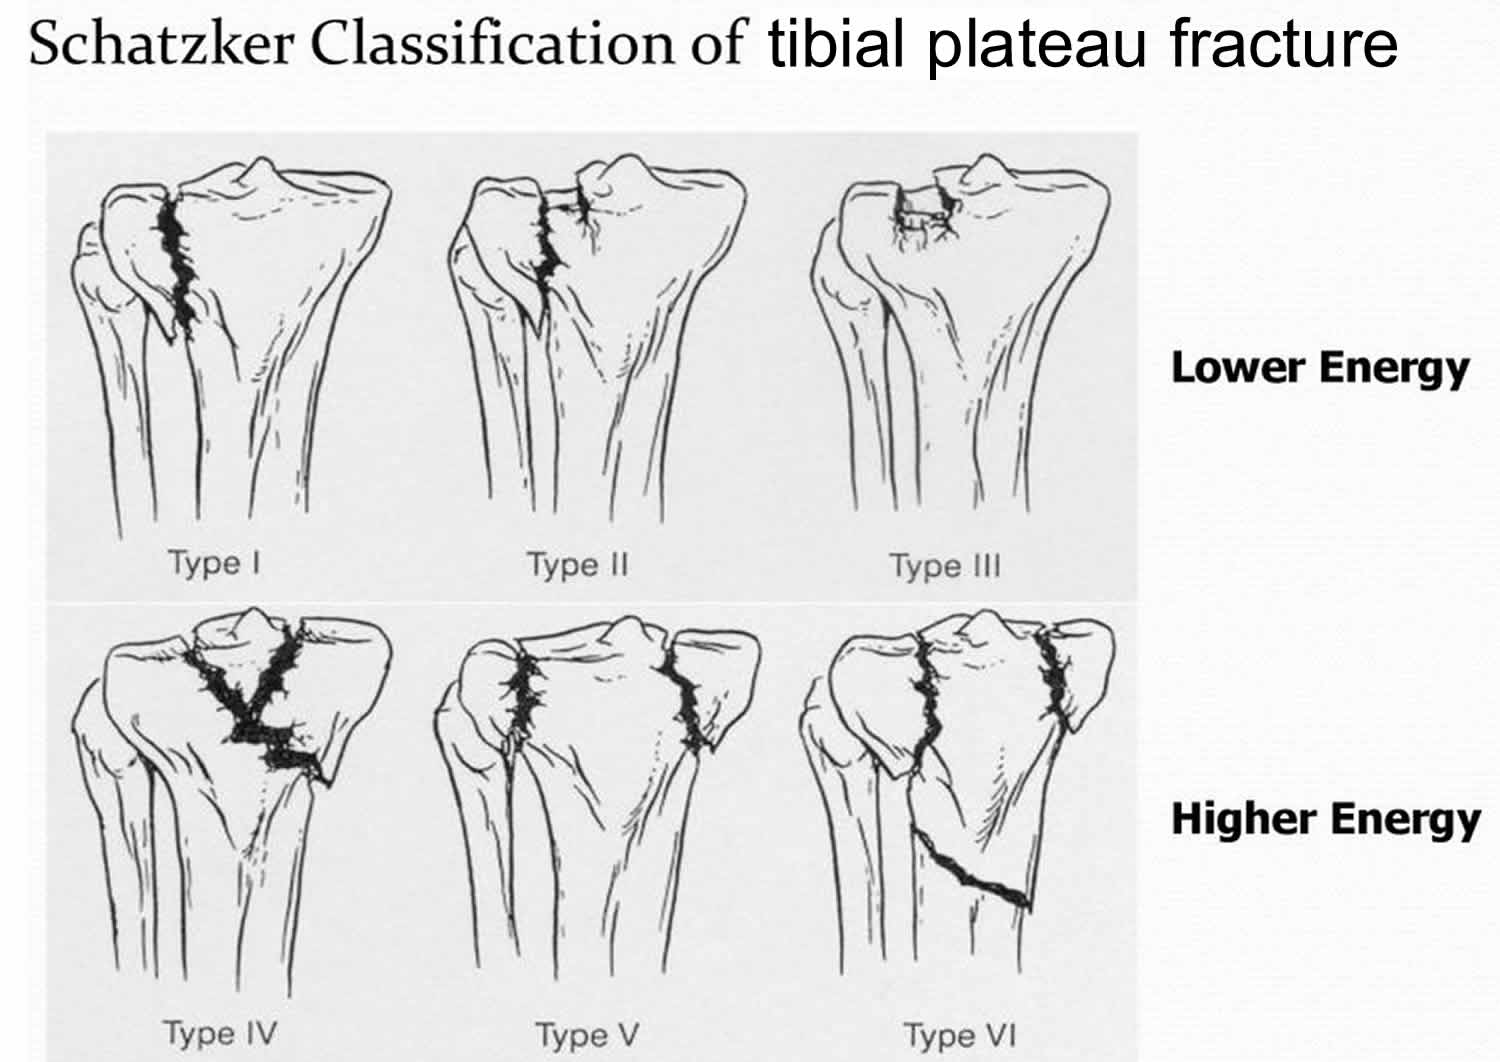 Schatzker Classification of tibial plateau fracture
Type I
Type II
Type III
Lower Energy
Type IV
Type V
Type VI
Higher Energy